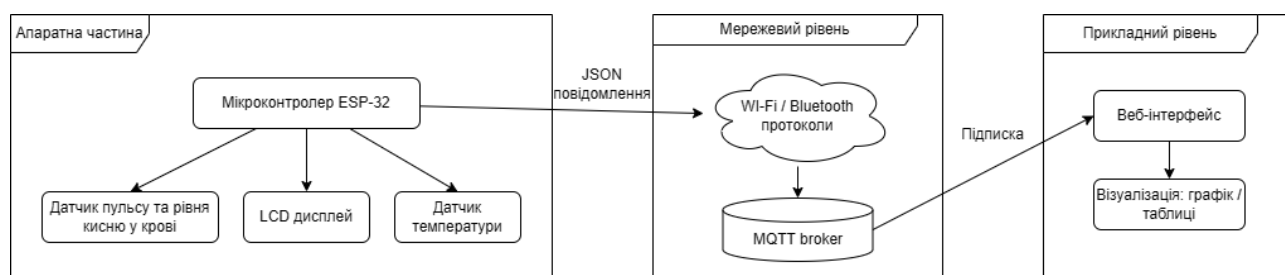 Апаратна частина
Мікроконтролер ESP-32
Датчик пульсу та рівня
кисню у крові
LCD дисплей
Датчик
температури
JSON
повідомлення
Мережевий рівень
WI-Fi / Bluetooth
протоколи
MQTT broker
Підписка
Прикладний рівень
Веб-інтерфейс
Візуалізація: графік /
таблиці